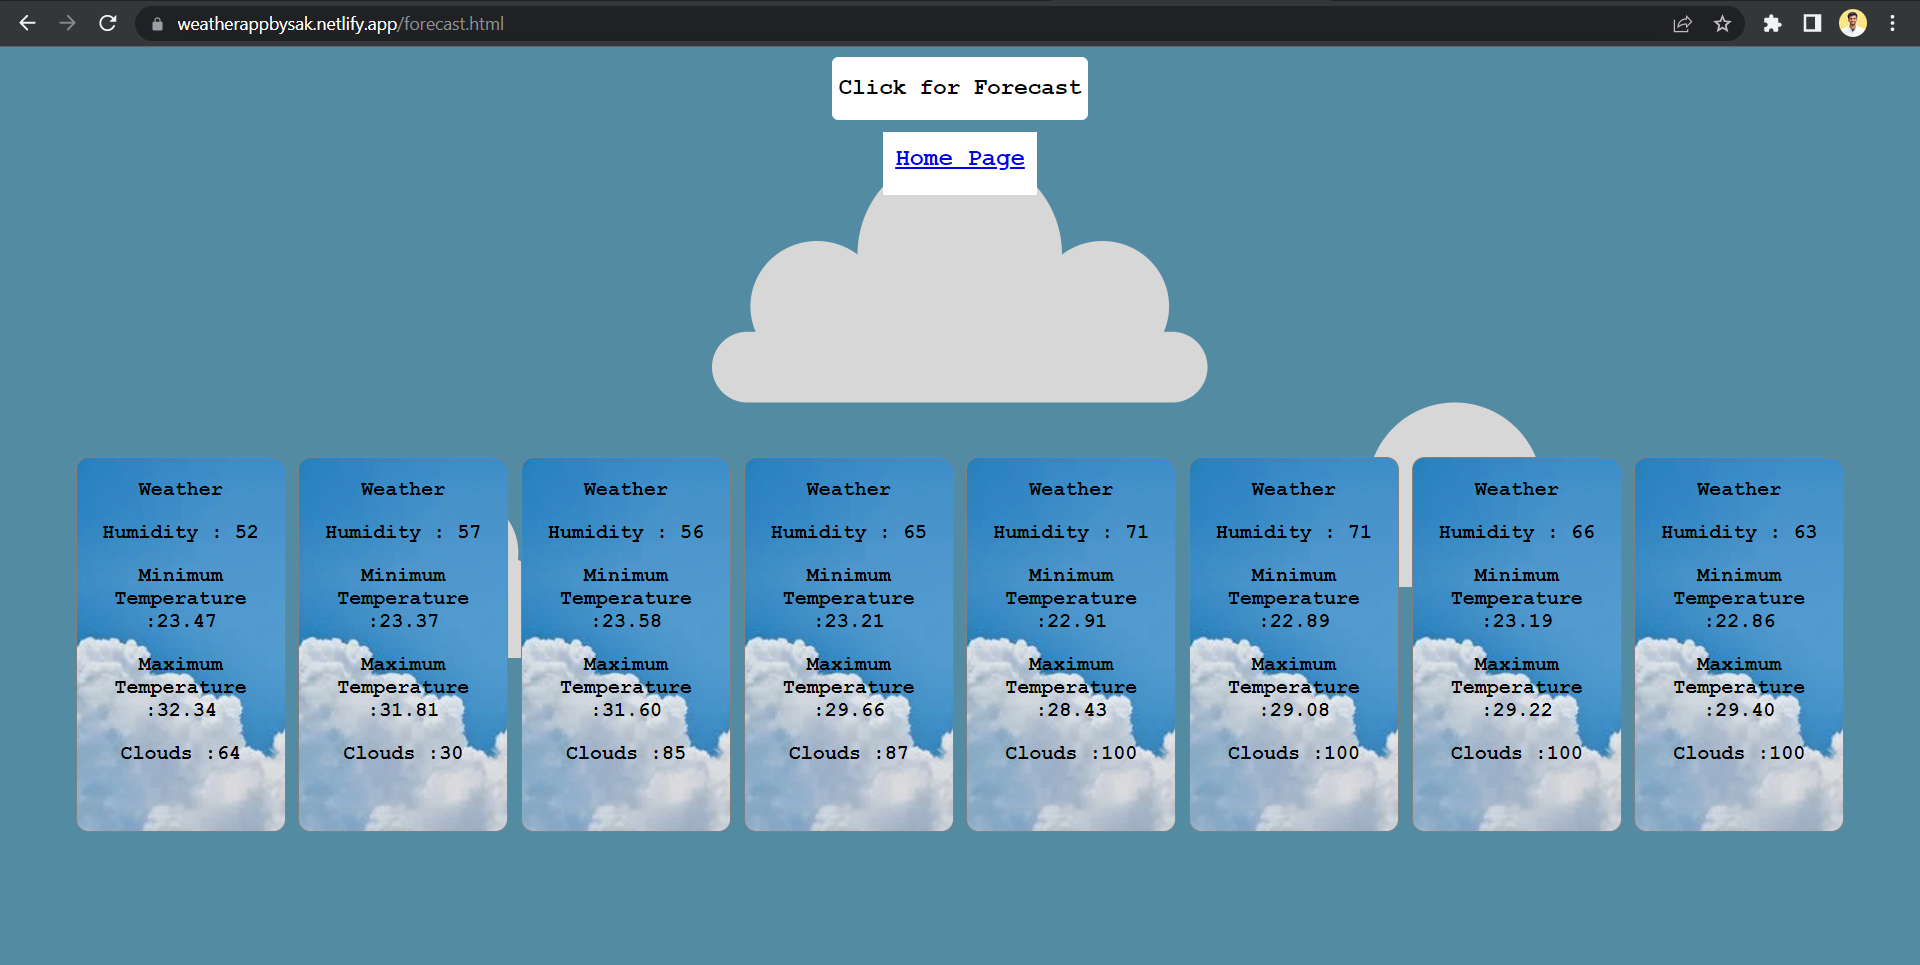 weatherappbysak.netlify.app/forecast.html
Click for Forecast
Home Page
Weather
Humidity : 52
Minimum
Temperature
:23.47
Maximum
Temperature
:32.34
Clouds :64
Weather
Humidity : 57
Minimum
Temperature
:23.37
Maximum
Temperature
:31.81
Clouds :30
Weather
Humidity : 56
Minimum
Temperature
:23.58
Maximum
Temperature
:31.60
Clouds :85
Weather
Humidity : 65
Minimum
Temperature
:23.21
Maximum
Temperature
:29.66
Clouds :87
Weather
Humidity : 71
Minimum
Temperature
:22.91
Maximum
Temperature
:28.43
Clouds :100
Weather
Humidity : 71
Minimum
Temperature
:22.89
Maximum
Temperature
:29.08
Clouds :100
Weather
Humidity : 66
Minimum
Temperature
:23.19
Maximum
Temperature
:29.22
Clouds :100
Weather
Humidity : 63
Minimum
Temperature
:22.86
Maximum
Temperature
:29.40
Clouds :100